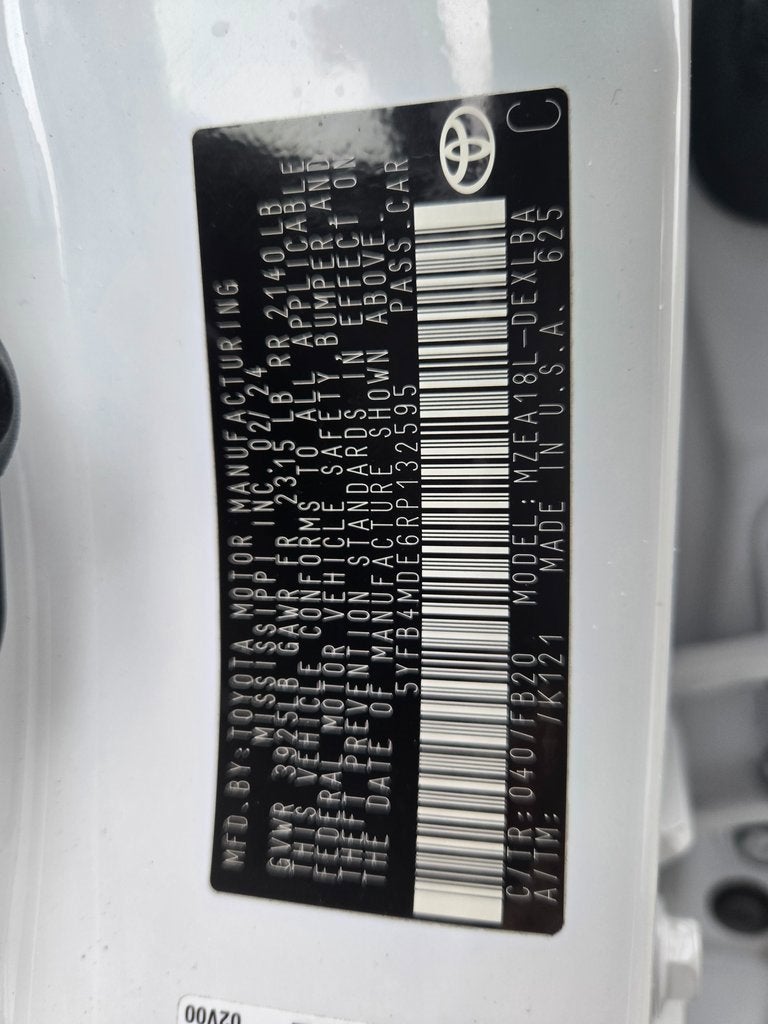 MFD.BY:TOYOTA MOTOR MANUFACTURING
MISSISSIPPI INC. 02/24
GVWR 3925LB GAWR FR 2315LB RR 2140LB
THIS VEHICLE CONFORMS TO ALL APPLICABLE
FEDERAL MOTOR VEHICLE SAFETY, BUMPER, AND
THEFT PREVENTION STANDARDS IN EFFECT ON
THE DATE OF MANUFACTURE SHOWN ABOVE.
5YFB4MDE6RP132595 PASS.CAR
C/TR:040/FB20 MODEL:MZEA18L-DEXLBA
A/TM: /K121 MADE IN U.S.A. 625
C
02V00